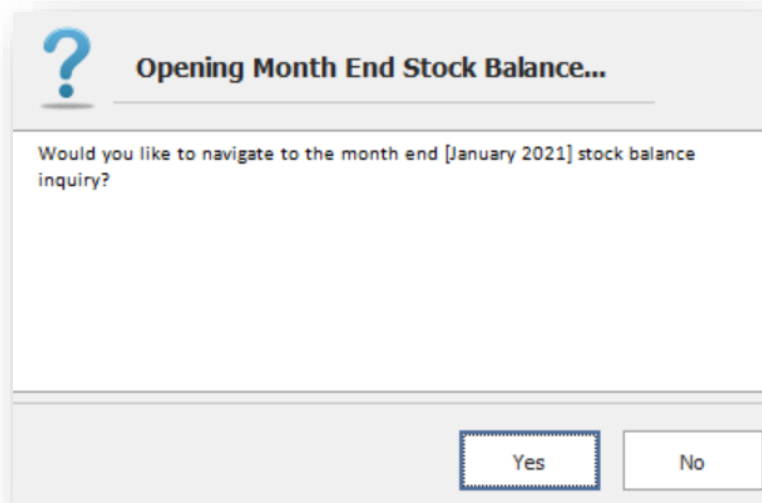 Opening Month End Stock Balance...
Would you like to navigate to the month end [January 2021] stock balance
inquiry?
Yes
No